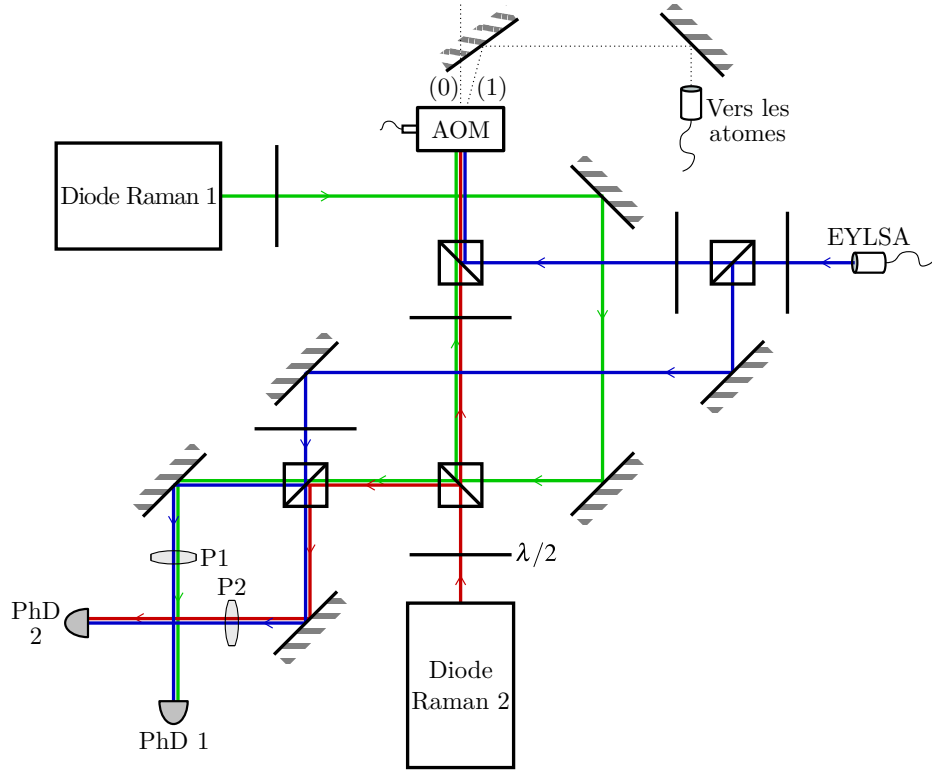 (0)
(1)
AOM
Vers les
atomes
Diode Raman 1
EYLSA
λ/2
P1
P2
PhD
2
Diode
Raman 2
PhD 1